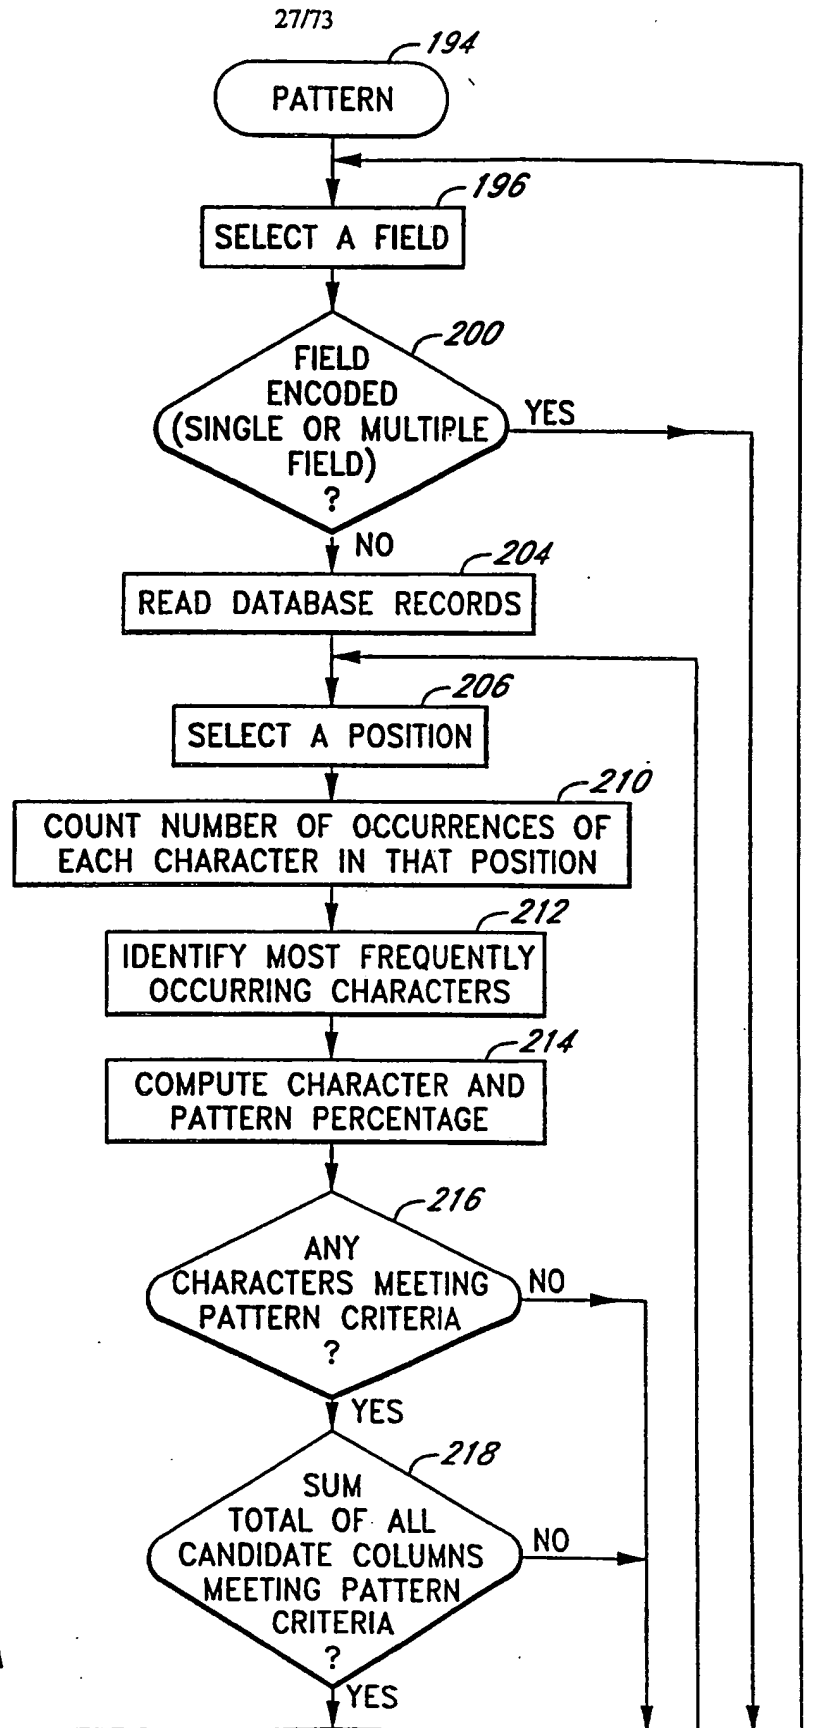 27/73
194
PATTERN
196
SELECT A FIELD
200
FIELD
ENCODED
(SINGLE OR MULTIPLE
FIELD)
?
YES
NO
204
READ DATABASE RECORDS
206
SELECT A POSITION
210
COUNT NUMBER OF OCCURRENCES OF
EACH CHARACTER IN THAT POSITION
212
IDENTIFY MOST FREQUENTLY
OCCURRING CHARACTERS
214
COMPUTE CHARACTER AND
PATTERN PERCENTAGE
216
ANY
CHARACTERS MEETING
PATTERN CRITERIA
?
NO
YES
218
SUM
TOTAL OF ALL
CANDIDATE COLUMNS
MEETING PATTERN
CRITERIA
?
NO
YES